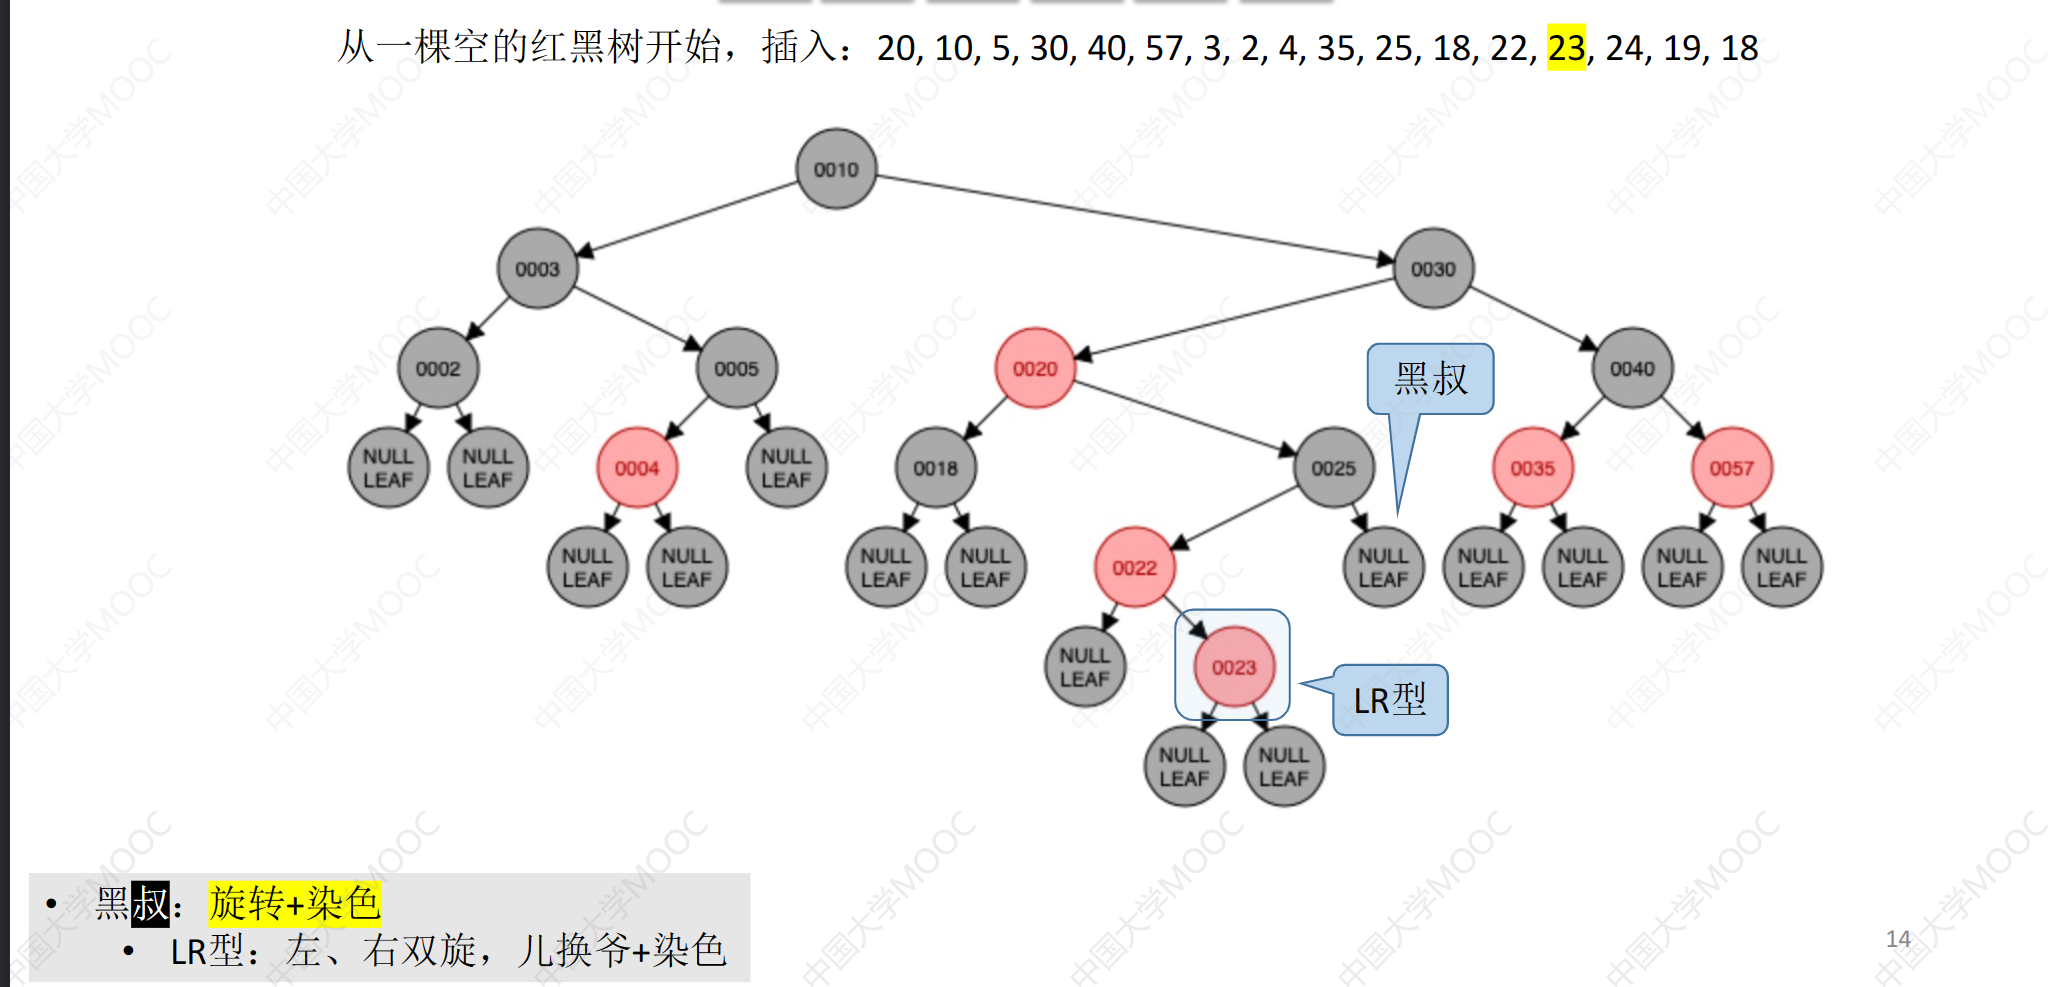 从一棵空的红黑树开始，插入：20, 10, 5, 30, 40, 57, 3, 2, 4, 35, 25, 18, 22, 23, 24, 19, 18
0010
0003
0030
0002
0005
0020
黑叔
0040
NULL LEAF
NULL LEAF
0004
NULL LEAF
0018
0025
0035
0057
NULL LEAF
NULL LEAF
NULL LEAF
NULL LEAF
0022
NULL LEAF
NULL LEAF
NULL LEAF
NULL LEAF
NULL LEAF
NULL LEAF
0023
LR型
NULL LEAF
NULL LEAF
• 黑叔：旋转+染色
• LR型：左、右双旋，儿换爷+染色
14
中国大学MOOC